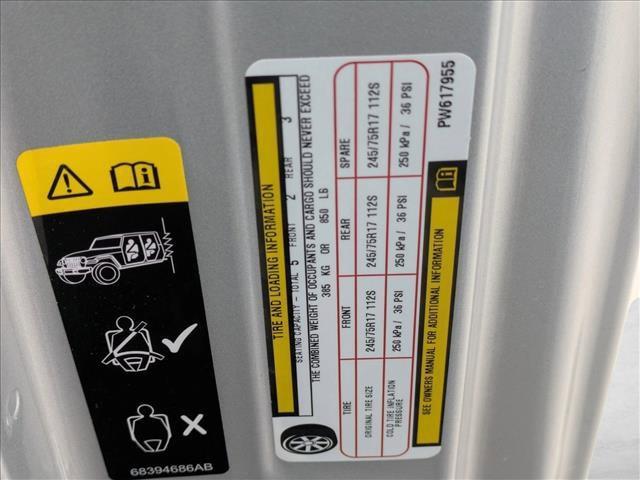 TIRE AND LOADING INFORMATION
SEATING CAPACITY - TOTAL 5 FRONT 2 REAR 3
THE COMBINED WEIGHT OF OCCUPANTS AND CARGO SHOULD NEVER EXCEED
385 KG OR 850 LB
TIRE FRONT REAR SPARE
ORIGINAL TIRE SIZE 245/75R17 112S 245/75R17 112S 245/75R17 112S
COLD TIRE INFLATION PRESSURE 250 kPa / 36 PSI 250 kPa / 36 PSI 250 kPa / 36 PSI
SEE OWNERS MANUAL FOR ADDITIONAL INFORMATION
PW617955
68394686AB